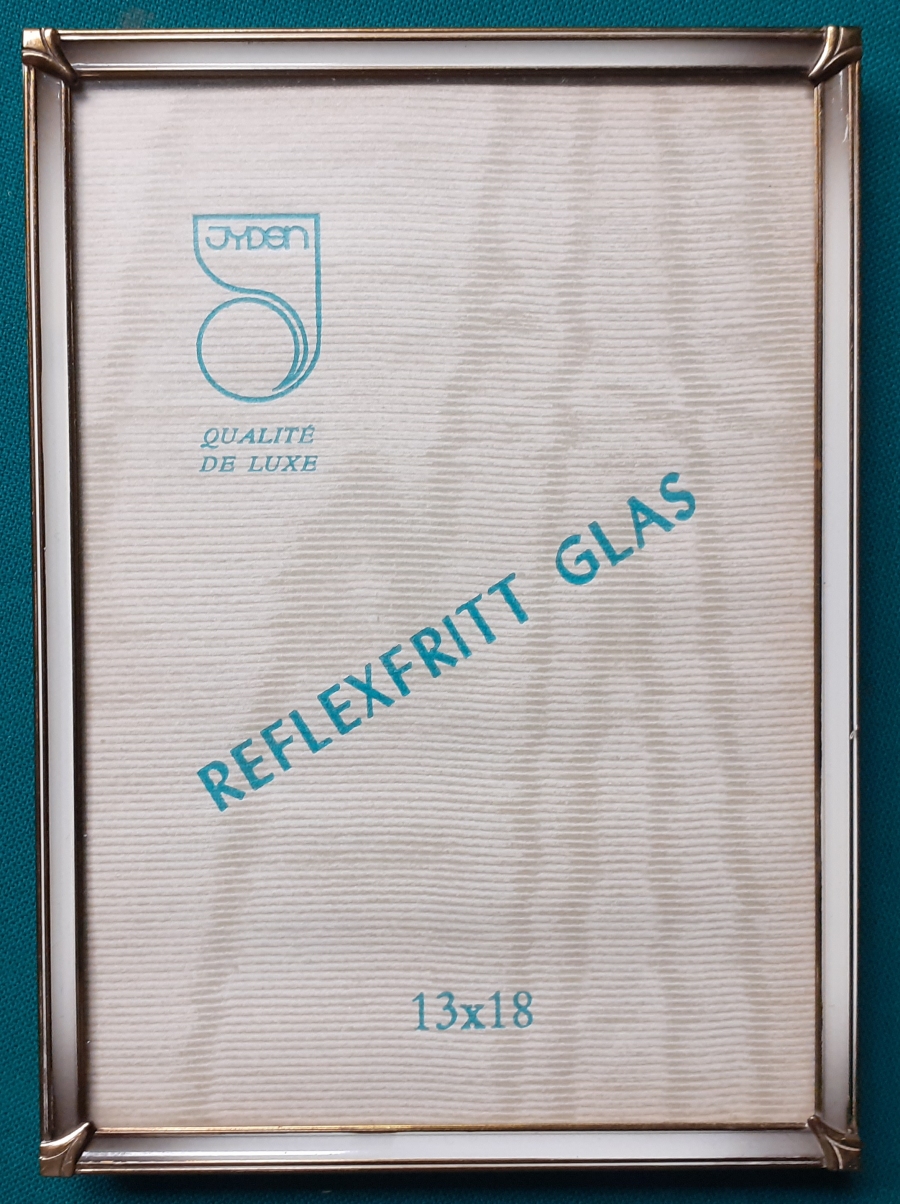 JYDEN
QUALITÉ
DE LUXE
REFLEXFRITT GLAS
13x18